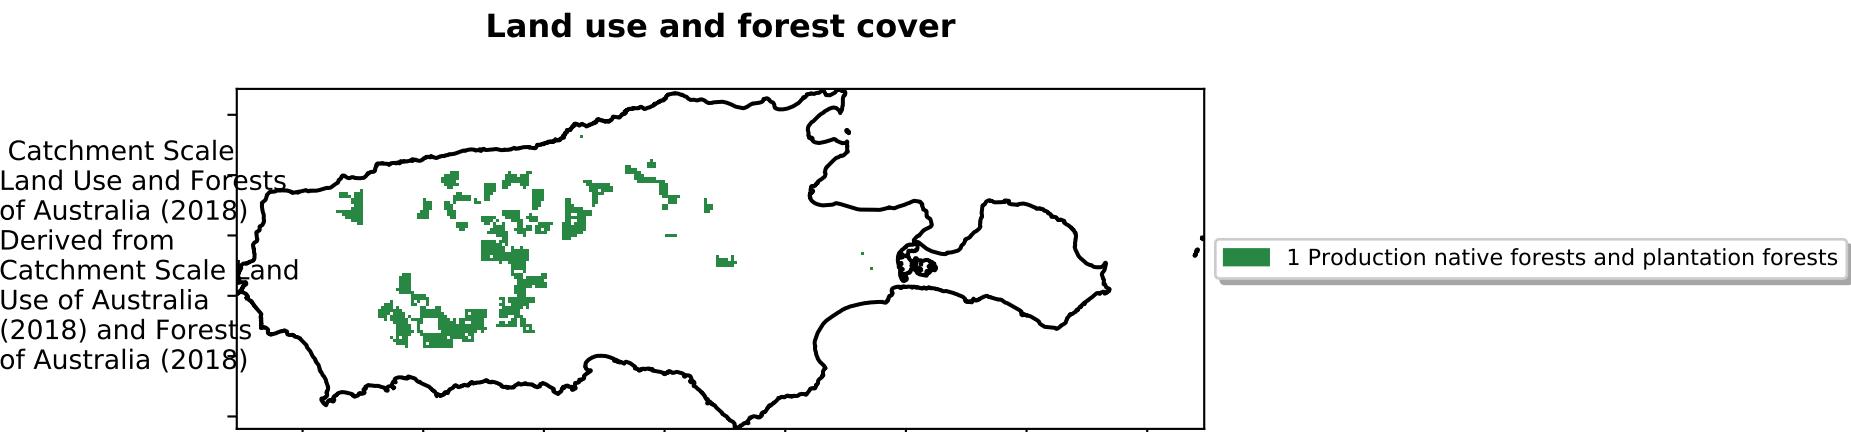 Land use and forest cover
Catchment Scale
Land Use and Forests
of Australia (2018)
Derived from
Catchment Scale Land
Use of Australia
(2018) and Forests
of Australia (2018)
1 Production native forests and plantation forests